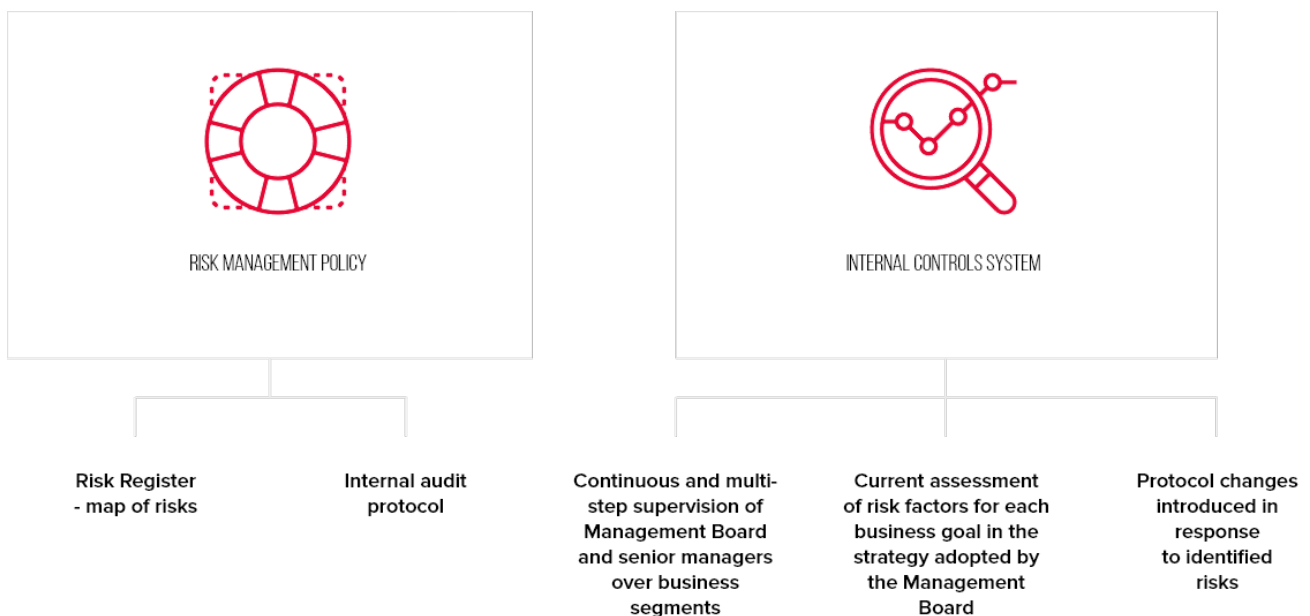 RISK MANAGEMENT POLICY
INTERNAL CONTROLS SYSTEM
Risk Register
- map of risks
Internal audit
protocol
Continuous and multi-
step supervision of
Management Board
and senior managers
over business
segments
Current assessment
of risk factors for each
business goal in the
strategy adopted by
the Management
Board
Protocol changes
introduced in
response
to identified
risks